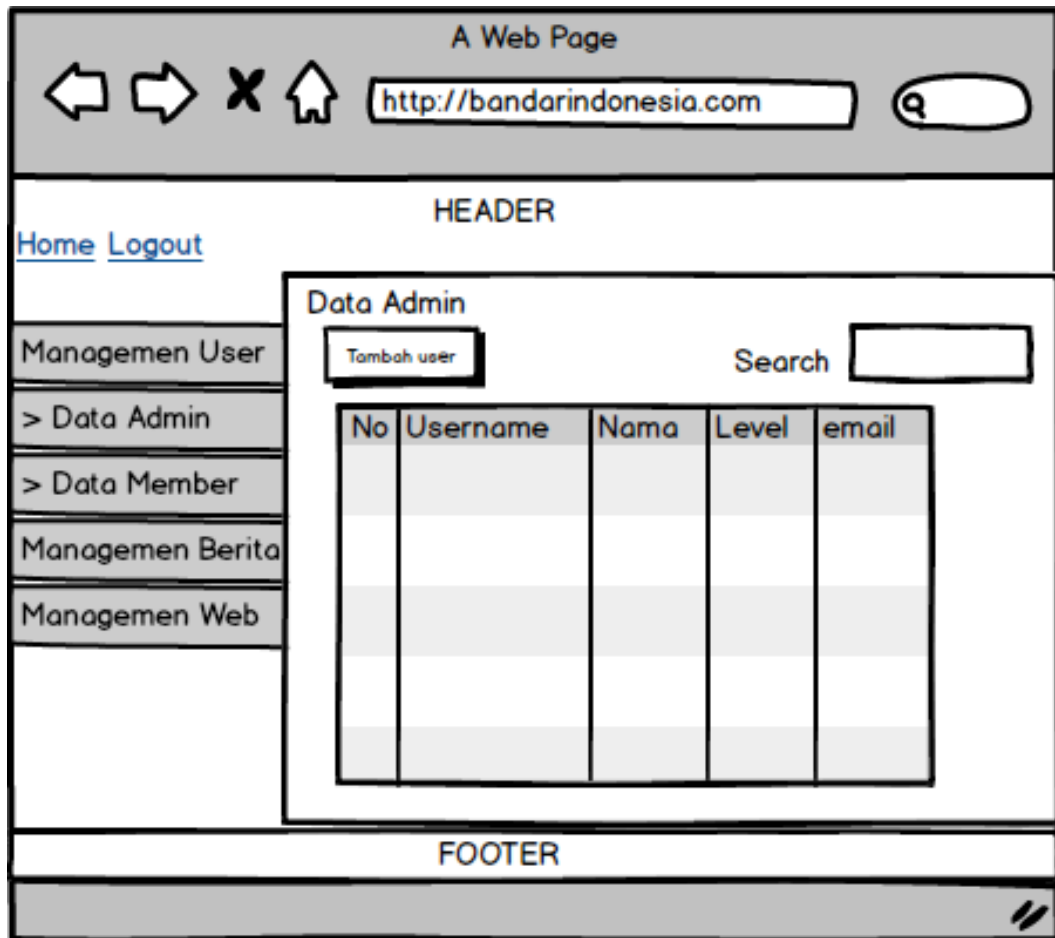 A Web Page
http://bandarindonesia.com
HEADER
Home Logout
Managemen User
> Data Admin
> Data Member
Managemen Berita
Managemen Web
Data Admin
Tambah user
Search
No Username Nama Level email
FOOTER